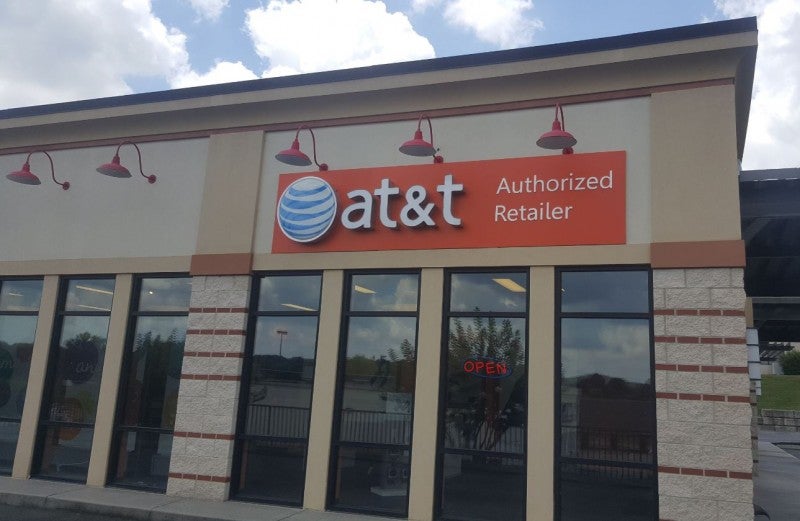 at&t
Authorized
Retailer
OPEN